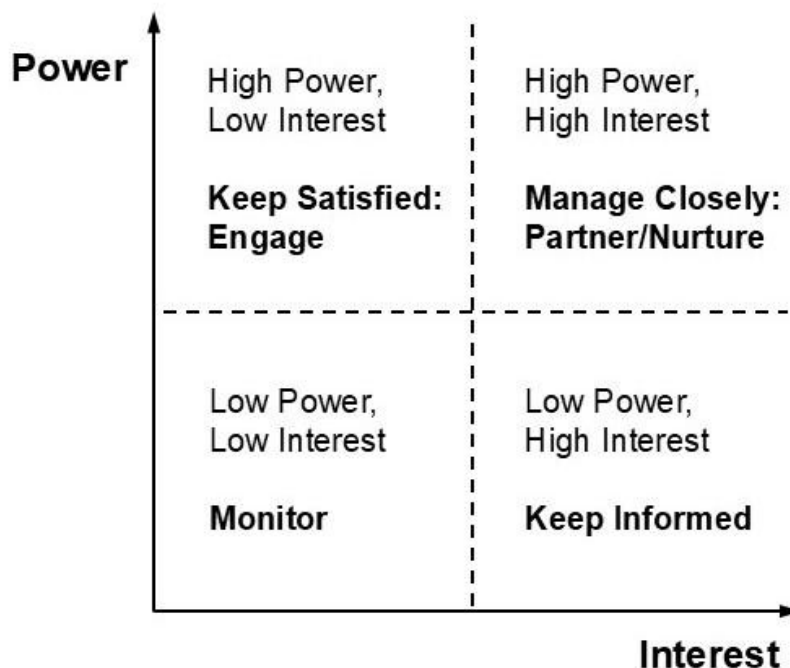 Power
High Power,
Low Interest
Keep Satisfied:
Engage
High Power,
High Interest
Manage Closely:
Partner/Nurture
Low Power,
Low Interest
Monitor
Low Power,
High Interest
Keep Informed
Interest